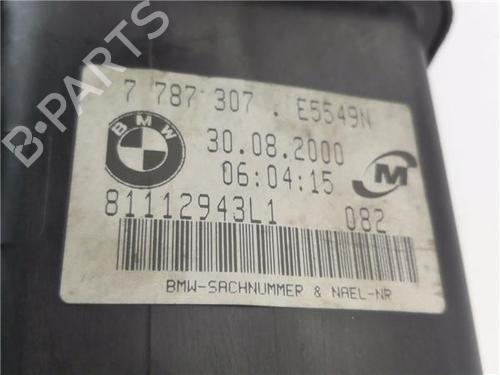 B-PARTS
7 787 307 . E5549N
BMW
30.08.2000
06:04:15
M
81112943L1 082
BMW-SACHNUMMER & NAEL-NR